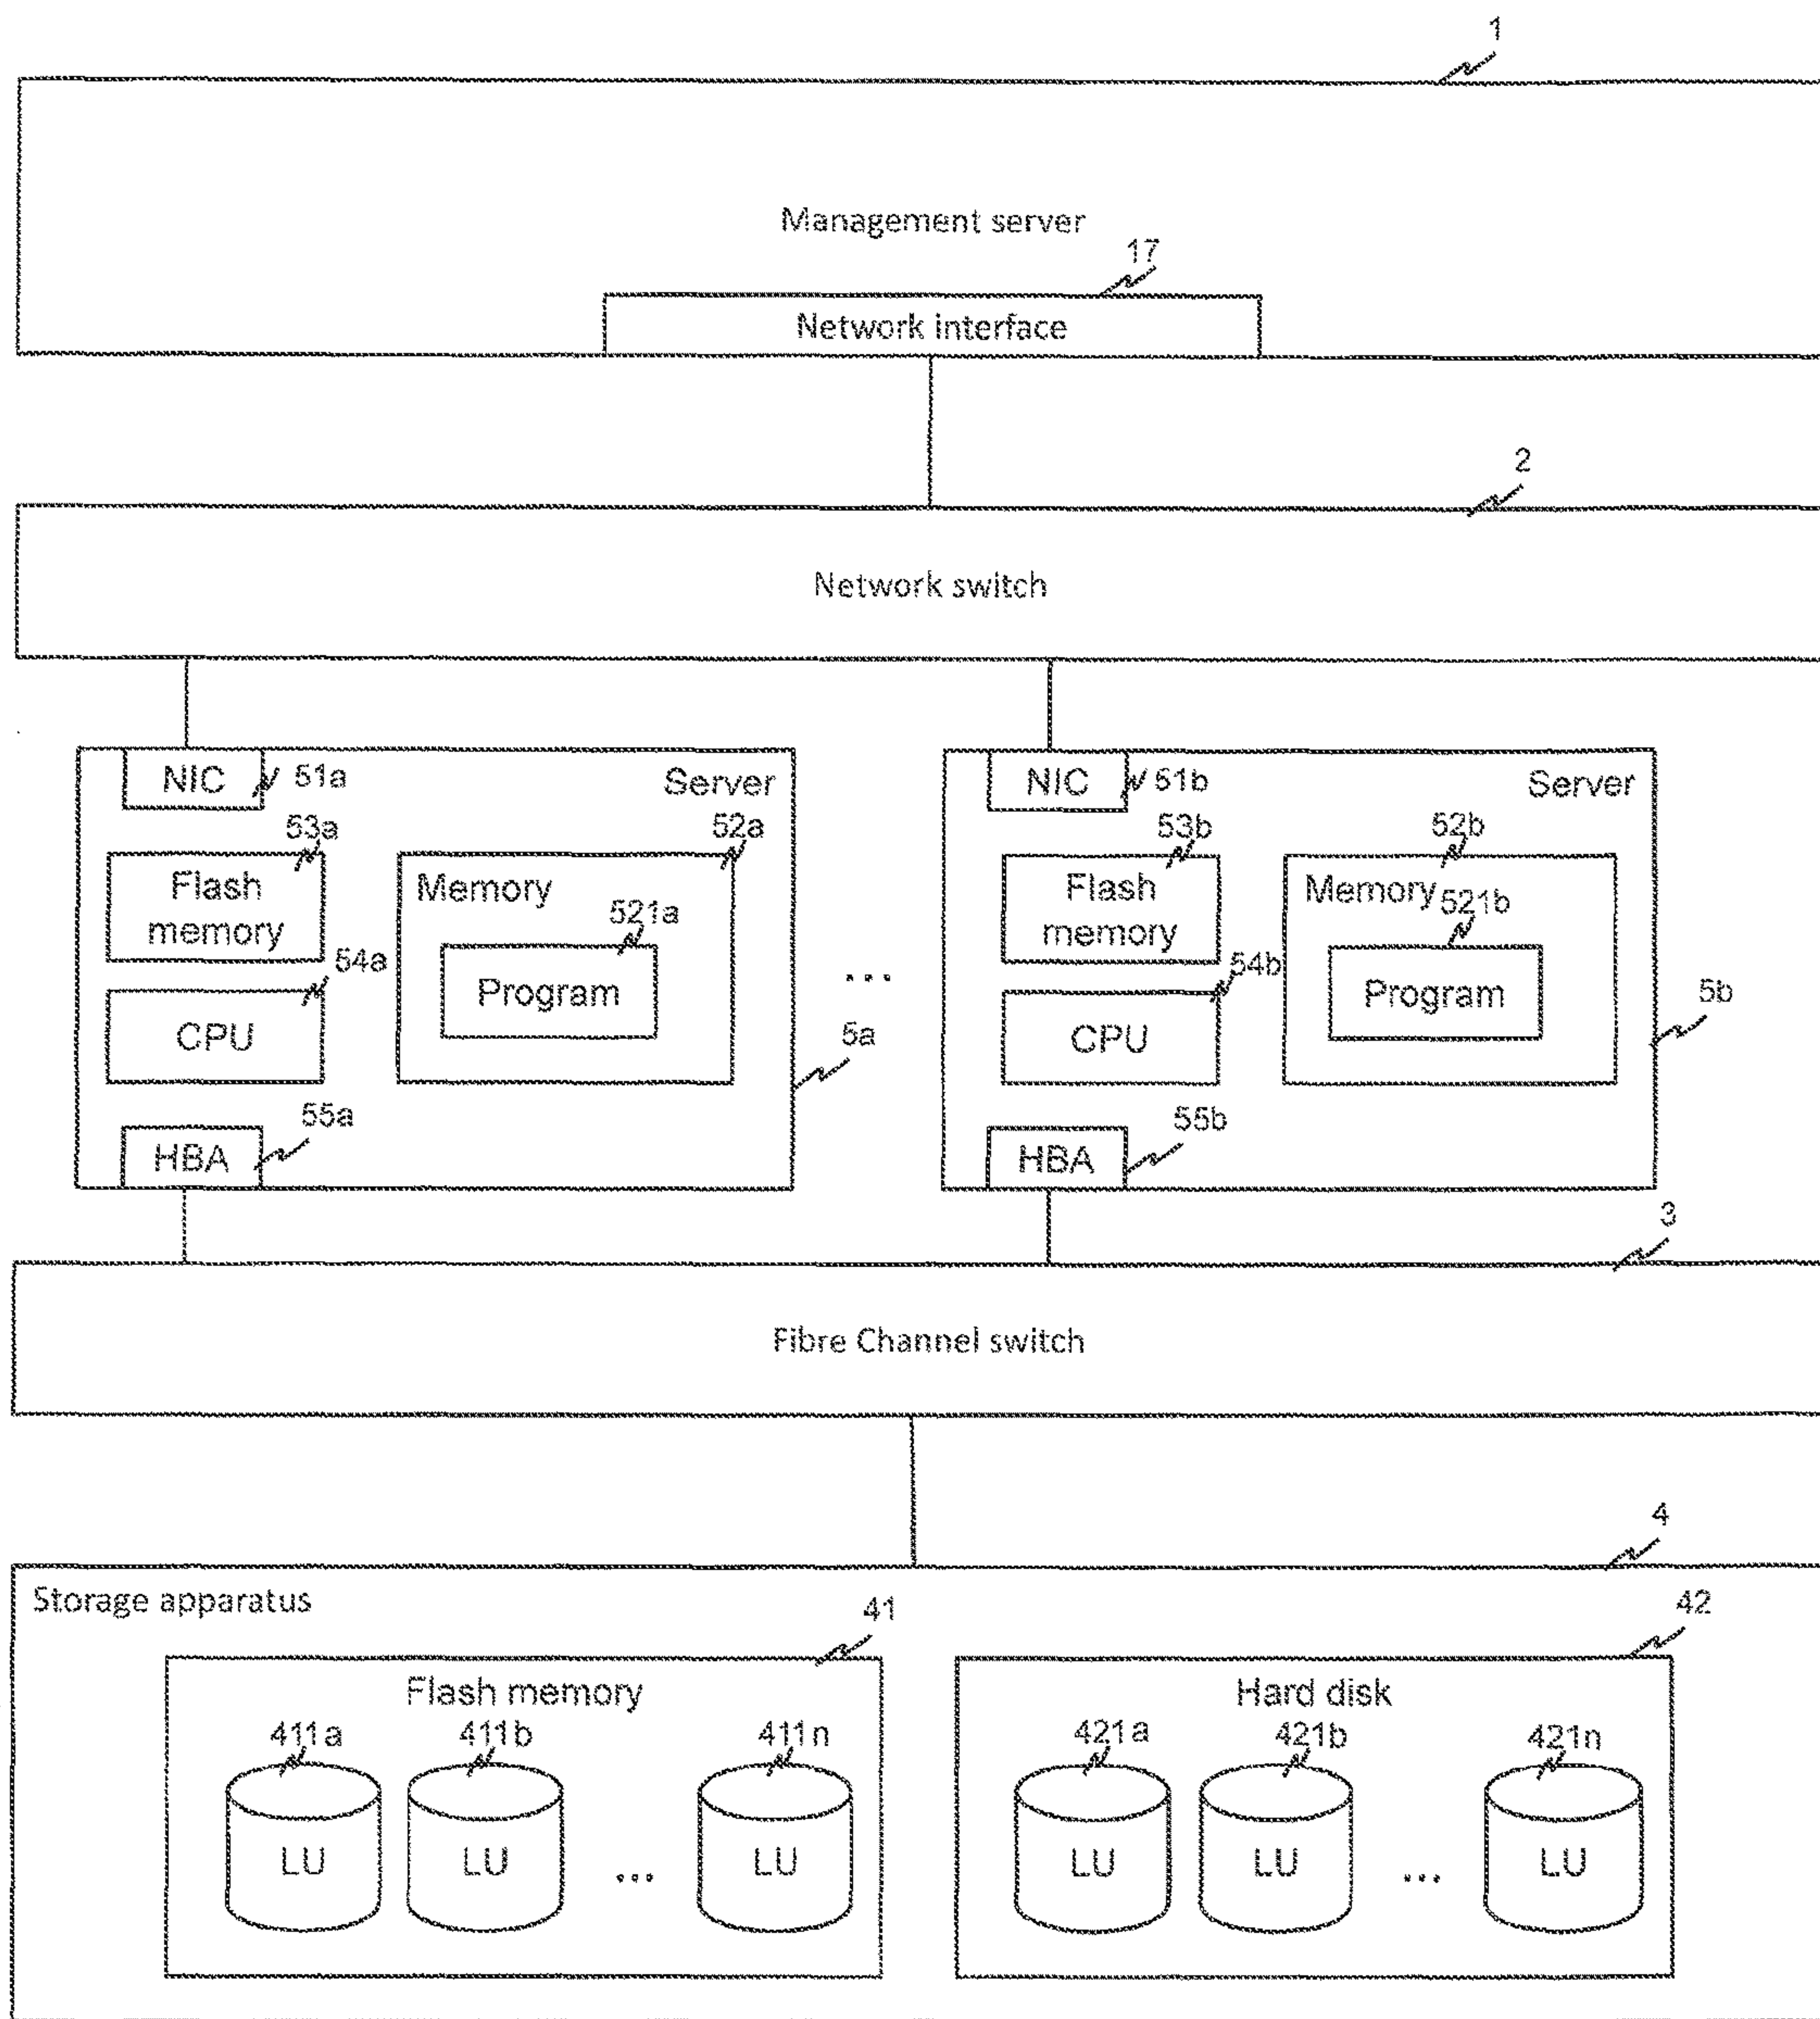 1
Management server
17
Network interface
2
Network switch
NIC 51a Server
53a 52a
Flash memory
Memory
521a
Program
54a
CPU
5a
55a
HBA
...
NIC 51b Server
53b 52b
Flash memory
Memory
521b
Program
54b
CPU
5b
55b
HBA
3
Fibre Channel switch
4
Storage apparatus
41
Flash memory
411a 411b 411n
LU LU ... LU
42
Hard disk
421a 421b 421n
LU LU ... LU